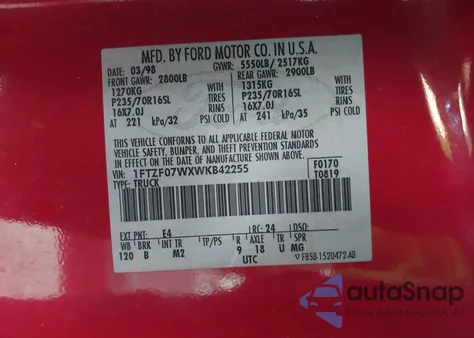 MFD. BY FORD MOTOR CO. IN U.S.A.
DATE: 03/98 GVWR: 5550LB/ 2517KG
FRONT GAWR: 2800LB REAR GAWR: 2900LB
1270KG WITH 1315KG WITH
P235/70R16SL TIRES P235/70R16SL TIRES
16X7.0J RIMS 16X7.0J RIMS
AT 221 kPa/32 PSI COLD AT 241 kPa/35 PSI COLD
THIS VEHICLE CONFORMS TO ALL APPLICABLE FEDERAL MOTOR
VEHICLE SAFETY, BUMPER, AND THEFT PREVENTION STANDARDS
IN EFFECT ON THE DATE OF MANUFACTURE SHOWN ABOVE.
VIN: 1FTZF07WXWKB42255 F0170
TYPE: TRUCK T0819
EXT PNT: E4 RC: 24 DSO:
WB BRK INT TR TP/PS R AXLE TR SPR
120 B M2 9 18 U MG
UTC F85B-1520472-AB
autoSnap